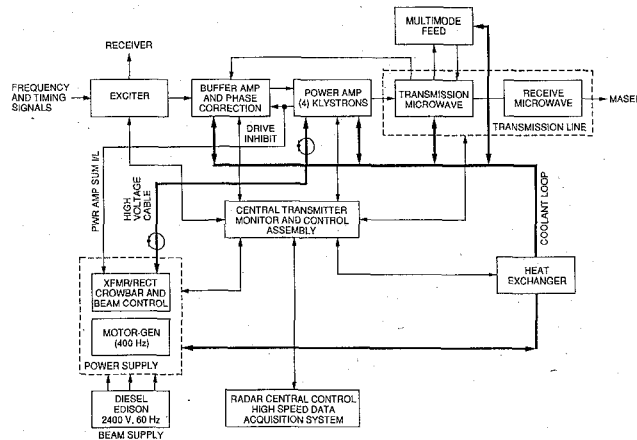 MULTIMODE
FEED
RECEIVER
FREQUENCY
AND TIMING
SIGNALS
EXCITER
BUFFER AMP
AND PHASE
CORRECTION
POWER AMP
(4) KLYSTRONS
TRANSMISSION
MICROWAVE
RECEIVE
MICROWAVE
MASER
TRANSMISSION LINE
DRIVE
INHIBIT
PWR AMP SUM I/L
HIGH
VOLTAGE
CABLE
COOLANT LOOP
CENTRAL TRANSMITTER
MONITOR AND CONTROL
ASSEMBLY
HEAT
EXCHANGER
XFMR/RECT
CROWBAR AND
BEAM CONTROL
MOTOR-GEN
(400 Hz)
POWER SUPPLY
DIESEL
EDISON
2400 V, 60 Hz
BEAM SUPPLY
RADAR CENTRAL CONTROL
HIGH SPEED DATA
ACQUISITION SYSTEM